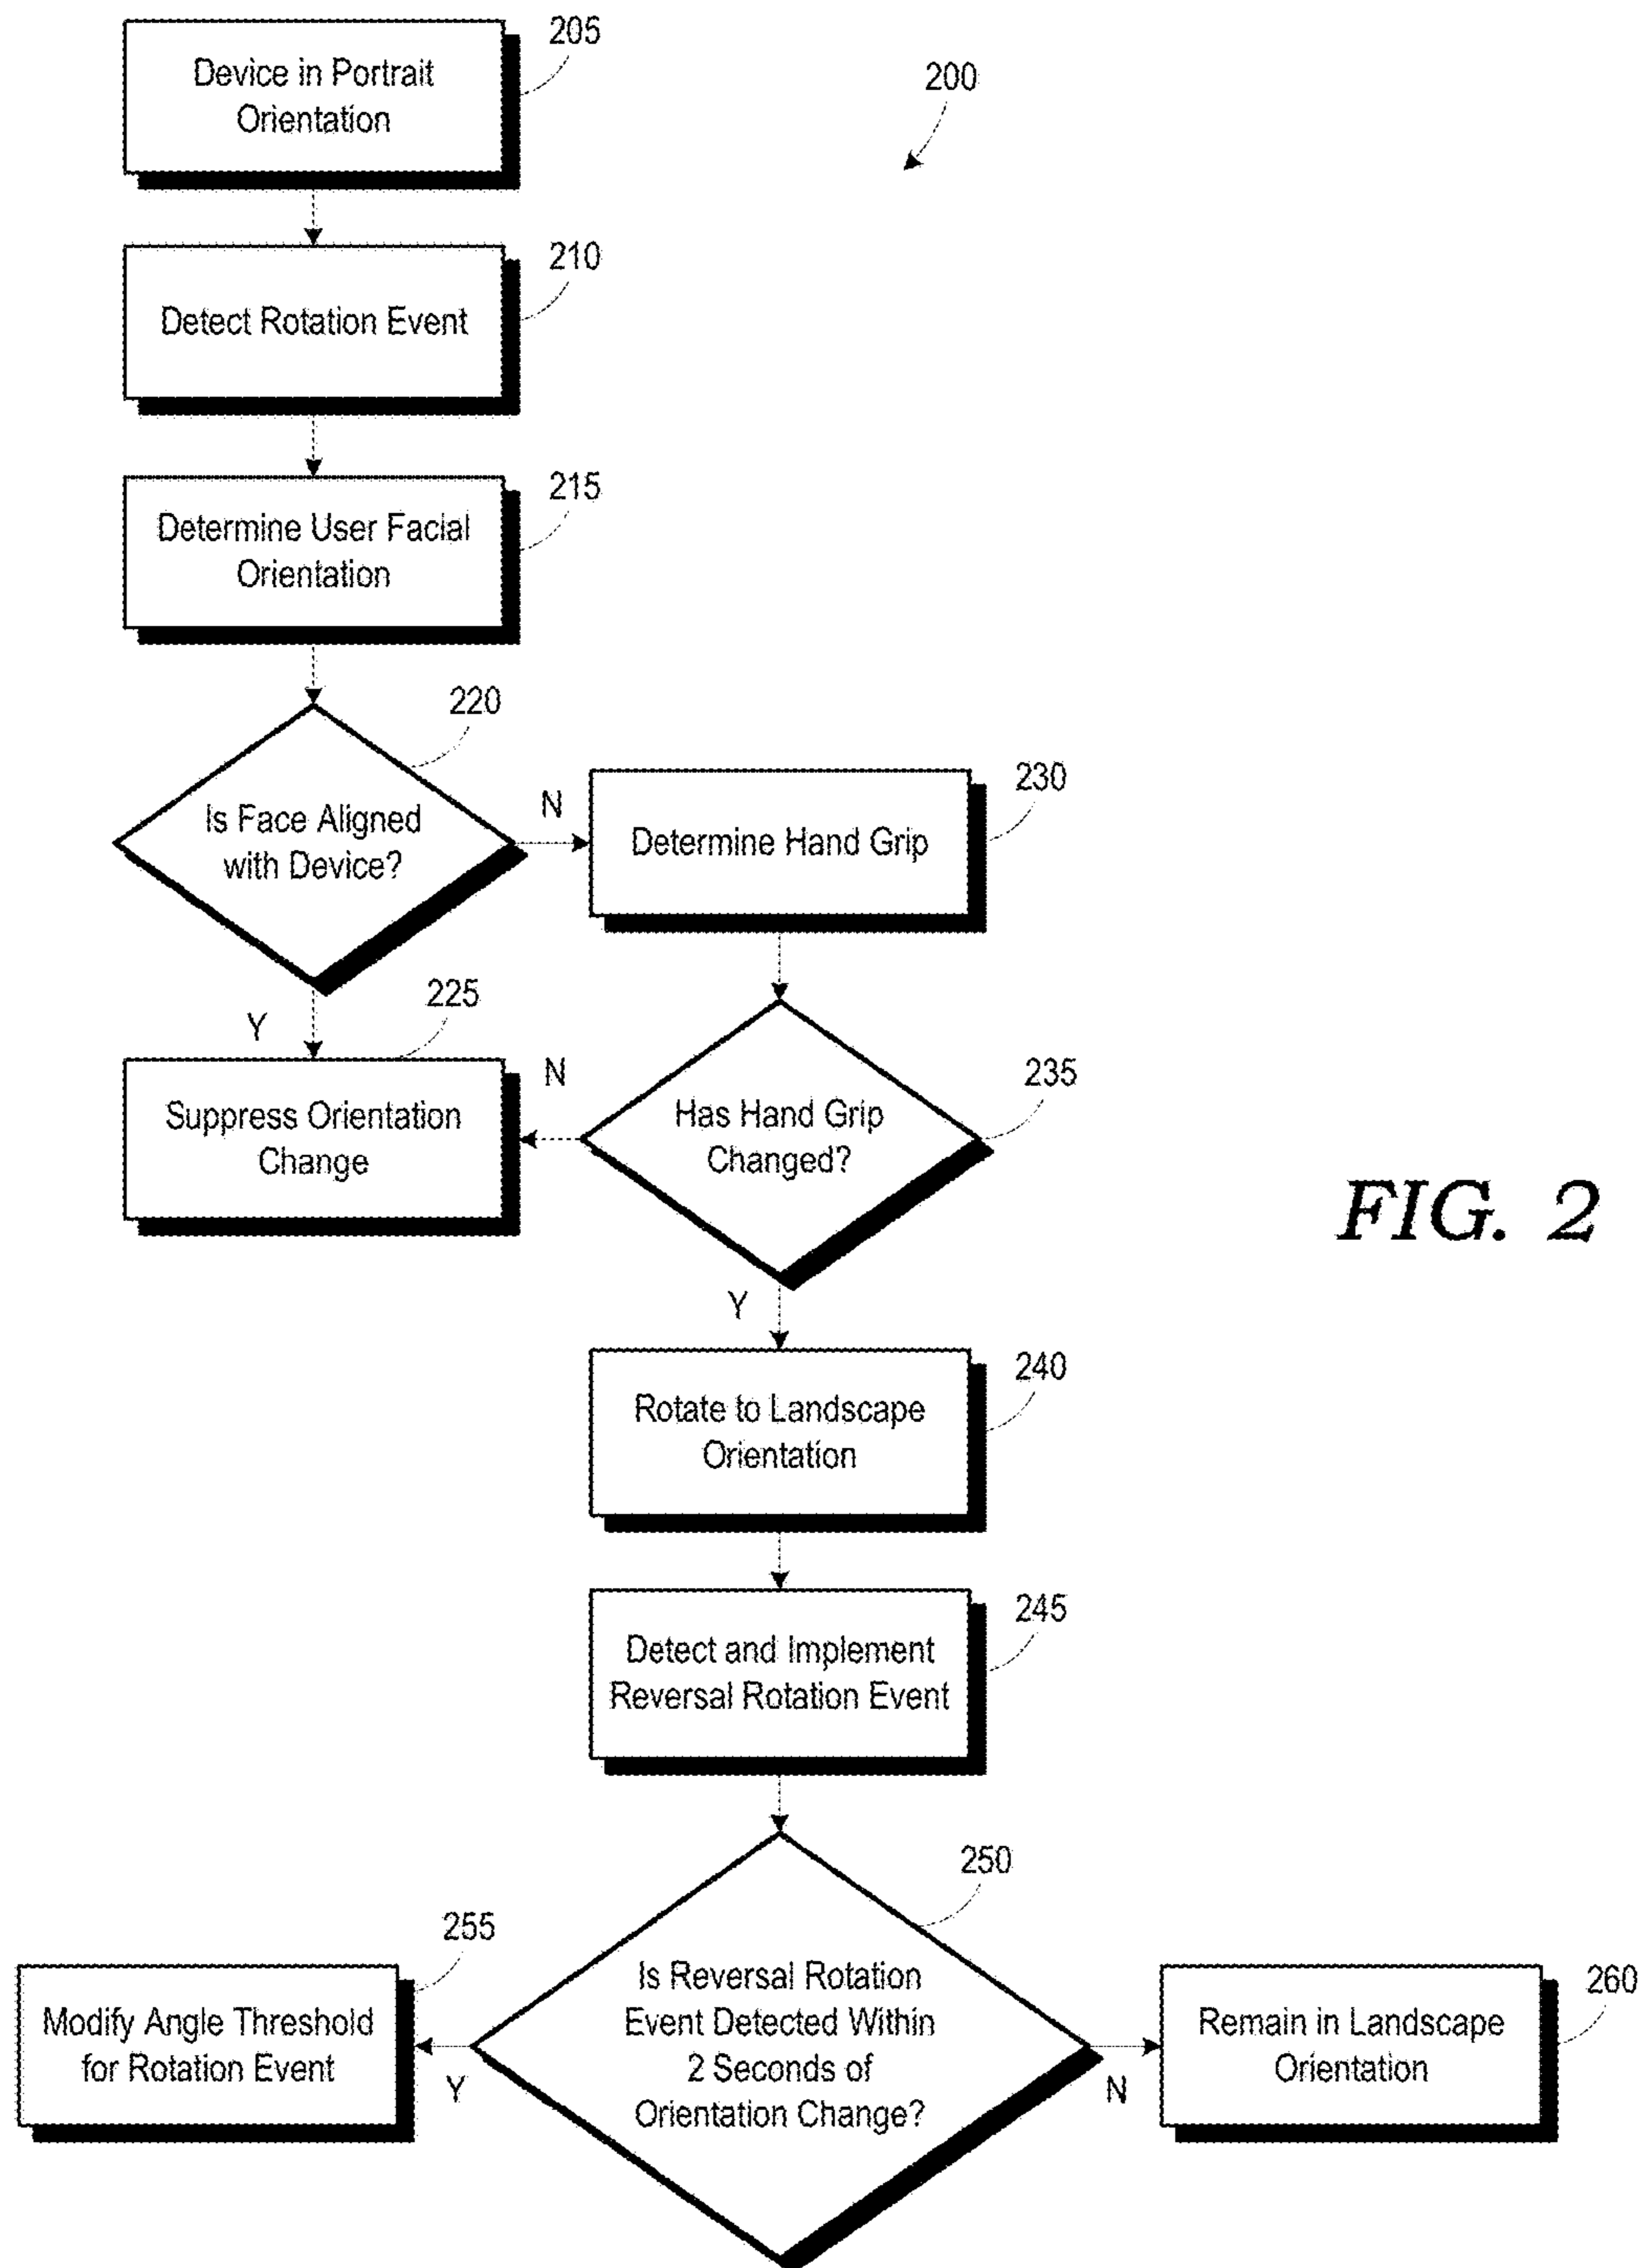 Device in Portrait
Orientation
205
200
Detect Rotation Event
210
Determine User Facial
Orientation
215
Is Face Aligned
with Device?
220
N
Y
Determine Hand Grip
230
Suppress Orientation
Change
225
N
Has Hand Grip
Changed?
235
Y
FIG. 2
Rotate to Landscape
Orientation
240
Detect and Implement
Reversal Rotation Event
245
Is Reversal Rotation
Event Detected Within
2 Seconds of
Orientation Change?
250
Modify Angle Threshold
for Rotation Event
255
Y
N
Remain in Landscape
Orientation
260